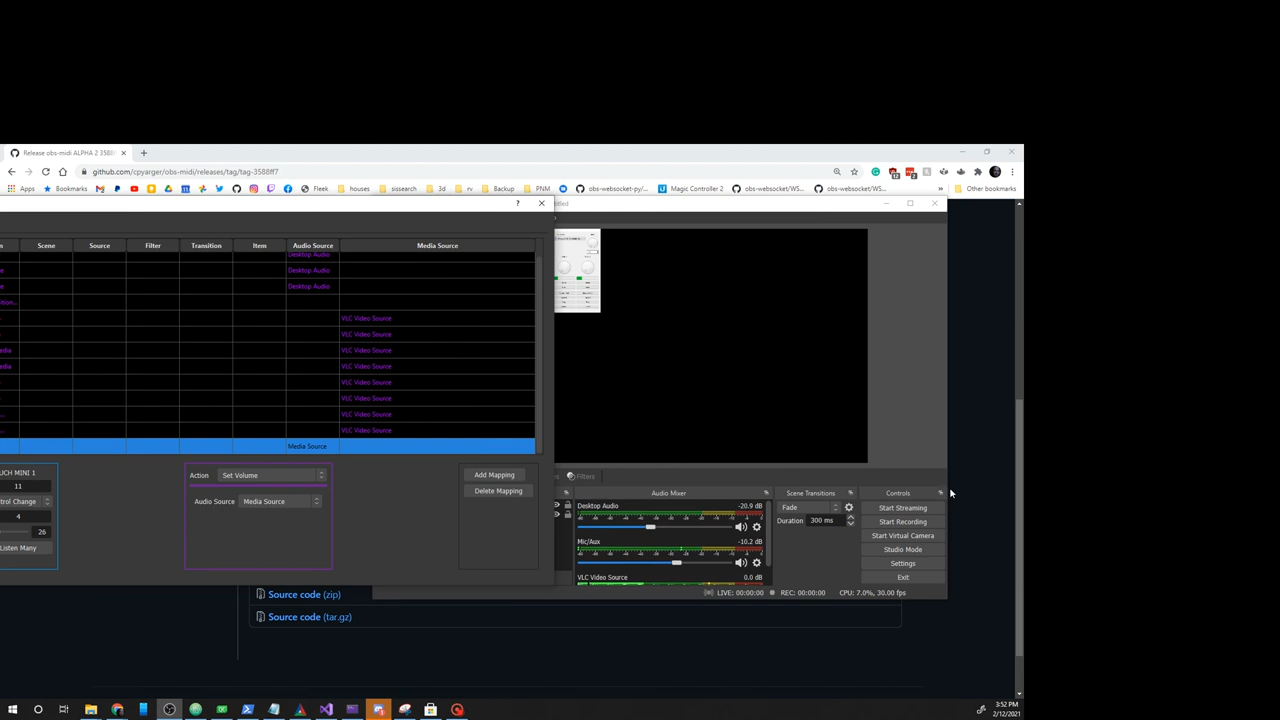 Release obs-midi ALPHA 2 3588f
github.com/cpyarger/obs-midi/releases/tag/tag-3588ff7
Apps Bookmarks Fleek houses sissearch 3d rv Backup PNM obs-websocket-py/... Magic Controller 2 obs-websocket/WS... obs-websocket/WS... » Other bookmarks
?
Scene Source Filter Transition Item Audio Source Media Source
Desktop Audio
Desktop Audio
Desktop Audio
ition...
VLC Video Source
VLC Video Source
edia VLC Video Source
edia VLC Video Source
VLC Video Source
VLC Video Source
VLC Video Source
VLC Video Source
Media Source
UCH MINI 1
11
trol Change
4
26
Listen Many
Action Set Volume
Audio Source Media Source
Add Mapping
Delete Mapping
Filters
Audio Mixer
Desktop Audio -20.9 dB
Mic/Aux -10.2 dB
VLC Video Source 0.0 dB
Scene Transitions
Fade
Duration 300 ms
Controls
Start Streaming
Start Recording
Start Virtual Camera
Studio Mode
Settings
Exit
LIVE: 00:00:00 REC: 00:00:00 CPU: 7.0%, 30.00 fps
Source code (zip)
Source code (tar.gz)
3:52 PM
2/12/2021